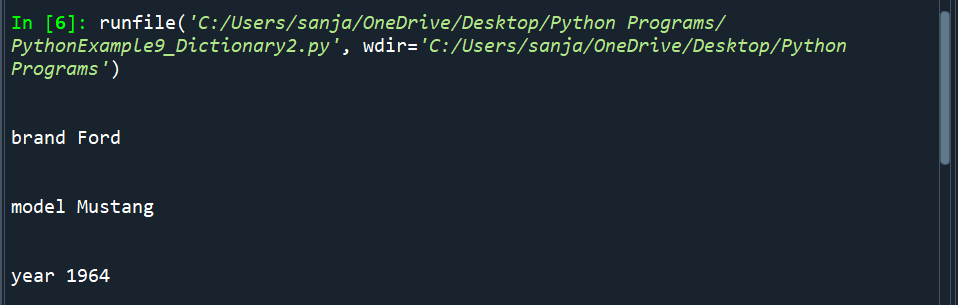 In [6]: runfile('C:/Users/sanja/OneDrive/Desktop/Python Programs/
PythonExample9_Dictionary2.py', wdir='C:/Users/sanja/OneDrive/Desktop/Python
Programs')
brand Ford
model Mustang
year 1964